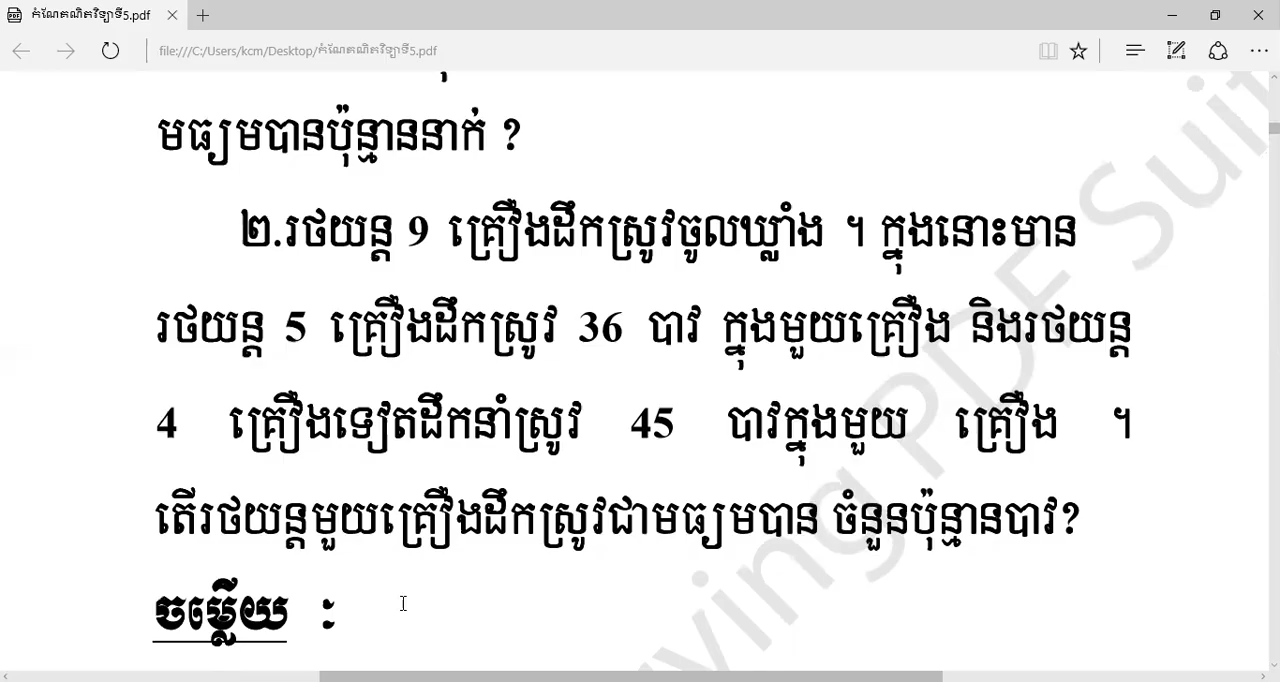 កំណែគណិតវិទ្យាទី5.pdf
file:///C:/Users/kcm/Desktop/កំណែគណិតវិទ្យាទី5.pdf
មធ្យមបានប៉ុន្មាននាក់ ?
២.រថយន្ត 9 គ្រឿងដឹកស្រូវចូលឃ្លាំង ។ ក្នុងនោះមាន
រថយន្ត 5 គ្រឿងដឹកស្រូវ 36 បាវ ក្នុងមួយគ្រឿង និងរថយន្ត
4 គ្រឿងទៀតដឹកនាំស្រូវ 45 បាវក្នុងមួយ គ្រឿង ។
តើរថយន្តមួយគ្រឿងដឹកស្រូវជាមធ្យមបាន ចំនួនប៉ុន្មានបាវ?
ចម្លើយ ៖
ving PDF Suit